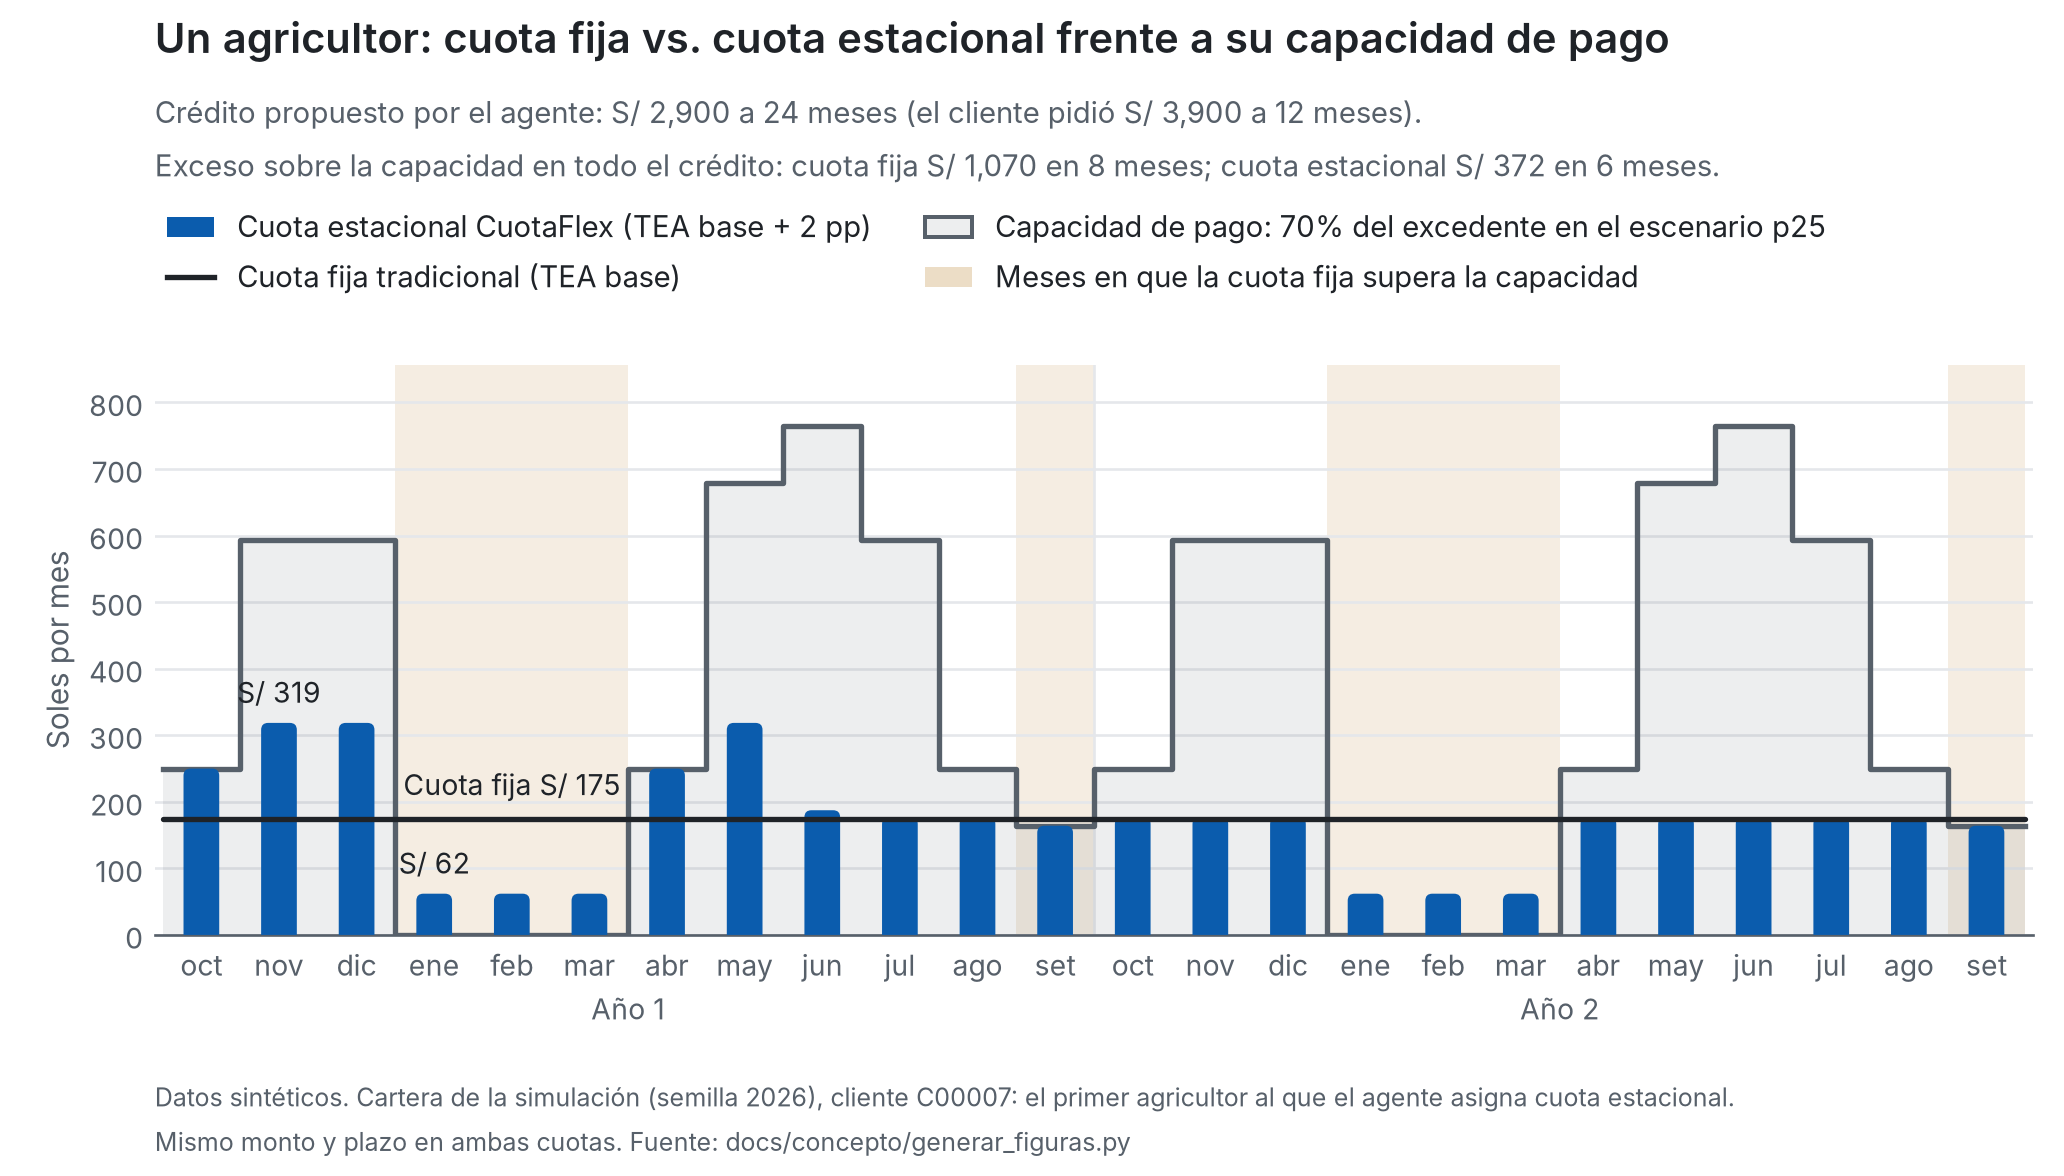 Un agricultor: cuota fija vs. cuota estacional frente a su capacidad de pago
Crédito propuesto por el agente: S/ 2,900 a 24 meses (el cliente pidió S/ 3,900 a 12 meses).
Exceso sobre la capacidad en todo el crédito: cuota fija S/ 1,070 en 8 meses; cuota estacional S/ 372 en 6 meses.
Cuota estacional CuotaFlex (TEA base + 2 pp)
Capacidad de pago: 70% del excedente en el escenario p25
Cuota fija tradicional (TEA base)
Meses en que la cuota fija supera la capacidad
Soles por mes
800
700
600
500
400
300
200
100
0
S/ 319
Cuota fija S/ 175
S/ 62
oct nov dic ene feb mar abr may jun jul ago set oct nov dic ene feb mar abr may jun jul ago set
Año 1 Año 2
Datos sintéticos. Cartera de la simulación (semilla 2026), cliente C00007: el primer agricultor al que el agente asigna cuota estacional.
Mismo monto y plazo en ambas cuotas. Fuente: docs/concepto/generar_figuras.py